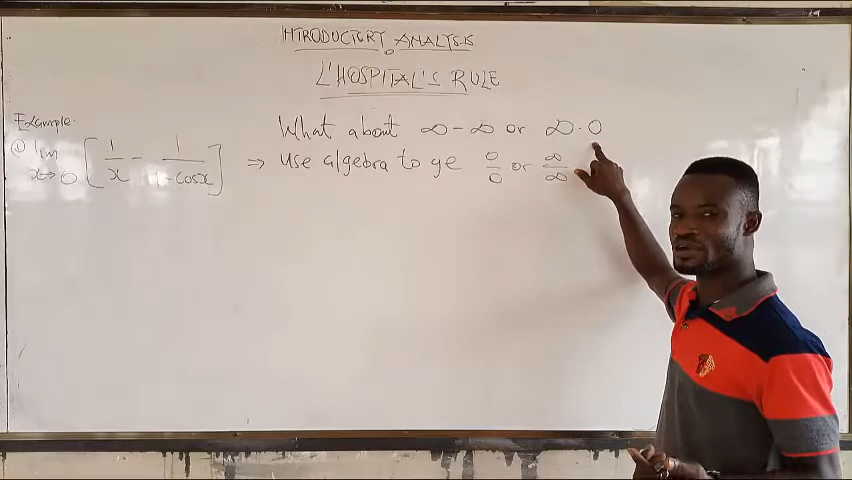 INTRODUCTORY ANALYSIS
L'HOSPITAL'S RULE
What about ∞ - ∞ or ∞ · 0
⇒ Use algebra to ge 0/0 or ∞/∞
Example.
@ lim x→0 [ 1/x - 1/(1-cosx) ]